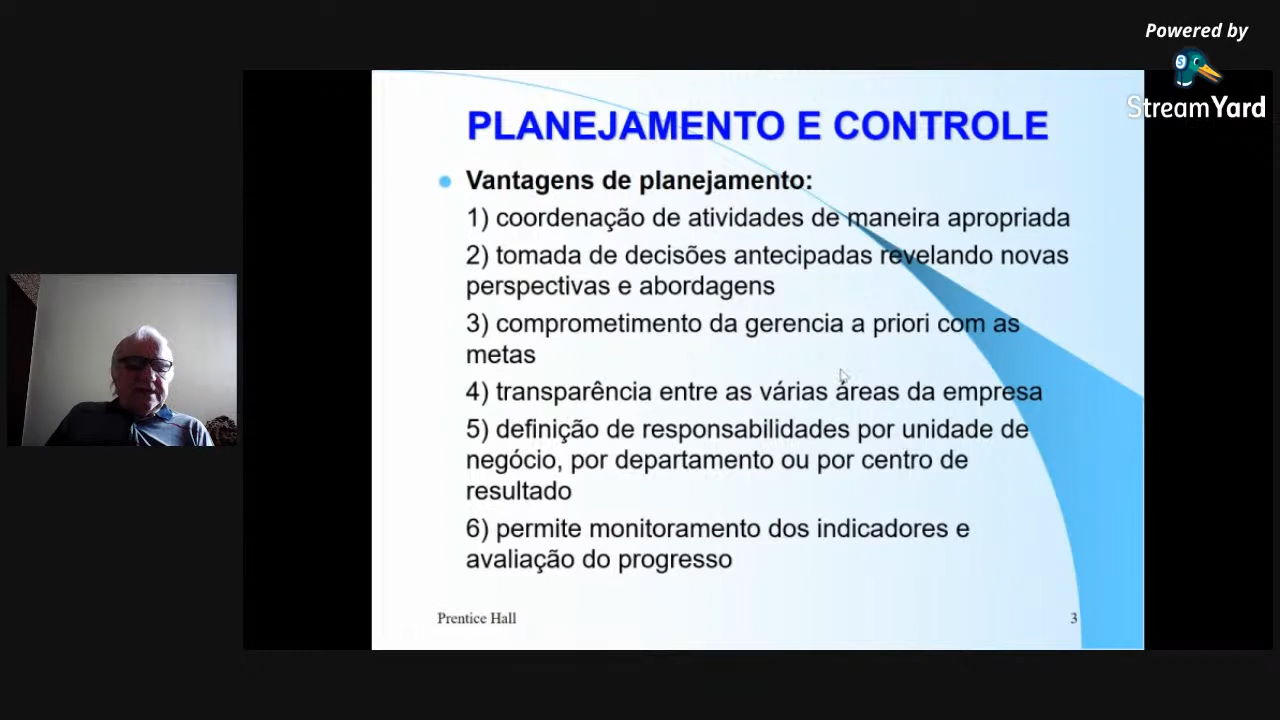 Powered by
StreamYard
PLANEJAMENTO E CONTROLE
Vantagens de planejamento:
1) coordenação de atividades de maneira apropriada
2) tomada de decisões antecipadas revelando novas
perspectivas e abordagens
3) comprometimento da gerencia a priori com as
metas
4) transparência entre as várias áreas da empresa
5) definição de responsabilidades por unidade de
negócio, por departamento ou por centro de
resultado
6) permite monitoramento dos indicadores e
avaliação do progresso
Prentice Hall
3